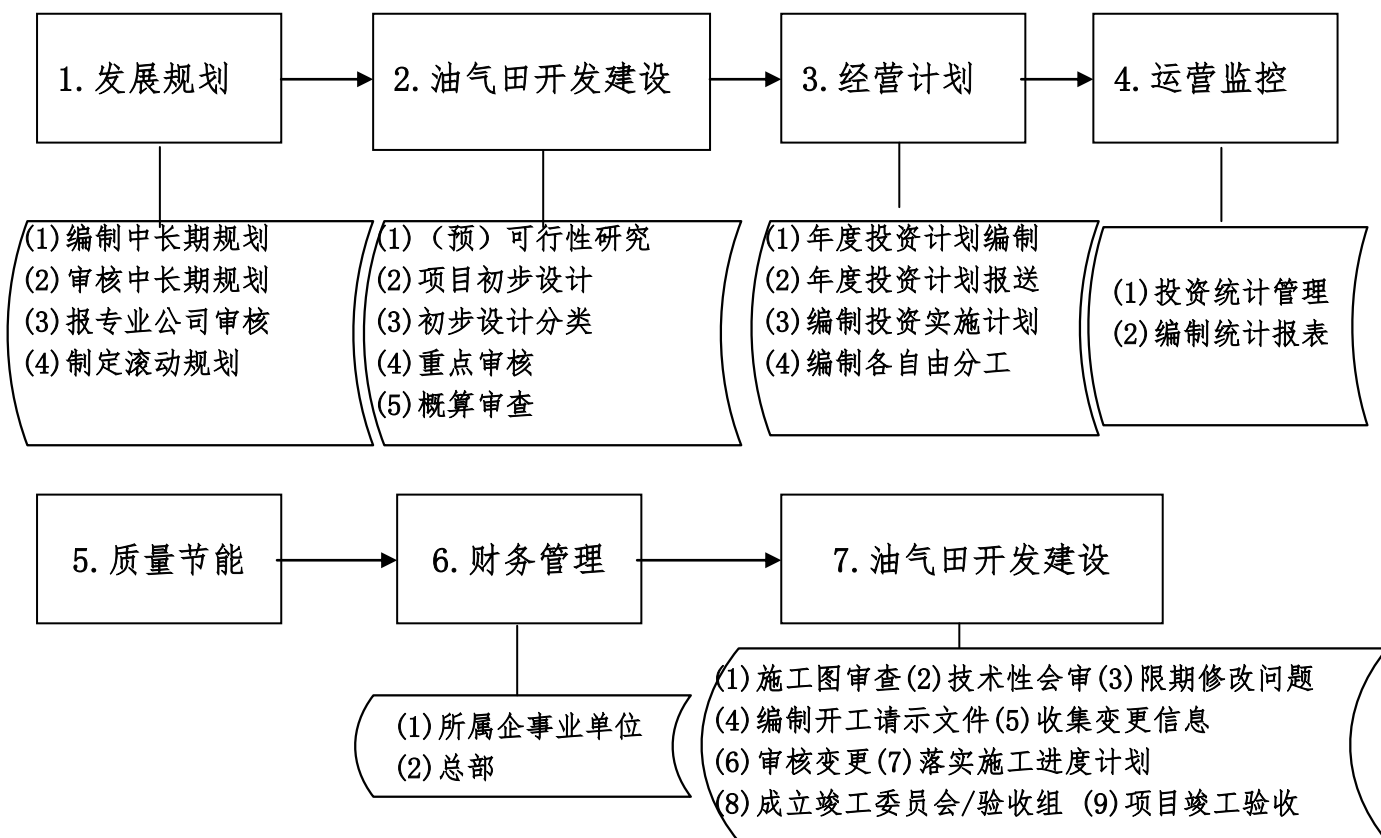 1.发展规划
2.油气田开发建设
3.经营计划
4.运营监控
(1)编制中长期规划
(2)审核中长期规划
(3)报专业公司审核
(4)制定滚动规划
(1)（预）可行性研究
(2)项目初步设计
(3)初步设计分类
(4)重点审核
(5)概算审查
(1)年度投资计划编制
(2)年度投资计划报送
(3)编制投资实施计划
(4)编制各自由分工
(1)投资统计管理
(2)编制统计报表
5.质量节能
6.财务管理
7.油气田开发建设
(1)所属企事业单位
(2)总部
(1)施工图审查(2)技术性会审(3)限期修改问题
(4)编制开工请示文件(5)收集变更信息
(6)审核变更(7)落实施工进度计划
(8)成立竣工委员会/验收组 (9)项目竣工验收